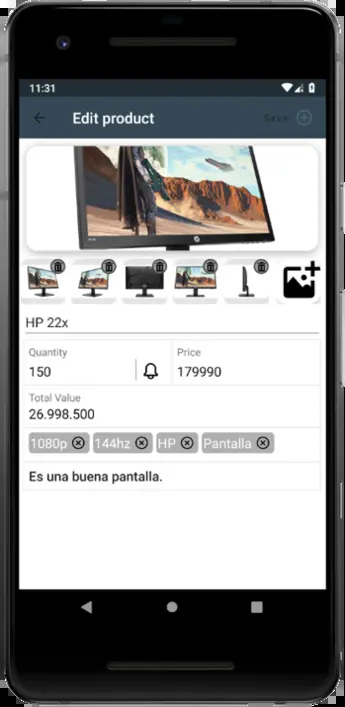 11:31
Edit product
Save
HP 22x
Quantity
150
Price
179990
Total Value
26.998.500
1080p 144hz HP Pantalla
Es una buena pantalla.